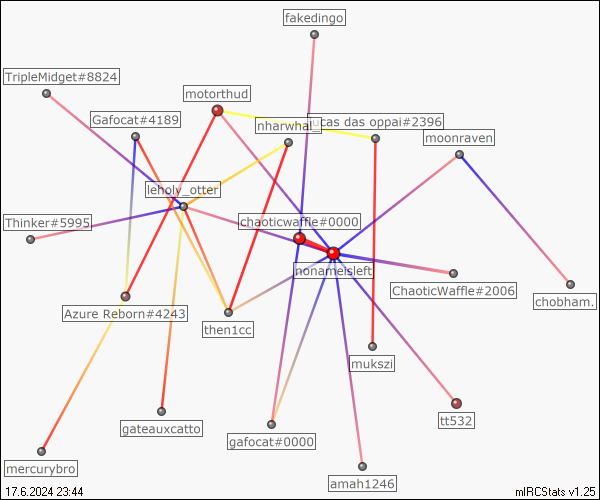 fakedingo
TripleMidget#8824
motorthud
Gafocat#4189
nharwhal_
ucas das oppai#2396
moonraven
leholy_otter
Thinker#5995
chaoticwaffle#0000
nonameisleft
ChaoticWaffle#2006
chobham.
Azure Reborn#4243
then1cc
mukszi
tt532
gateauxcatto
gafocat#0000
mercurybro
amah1246
17.6.2024 23:44
mIRCStats v1.25